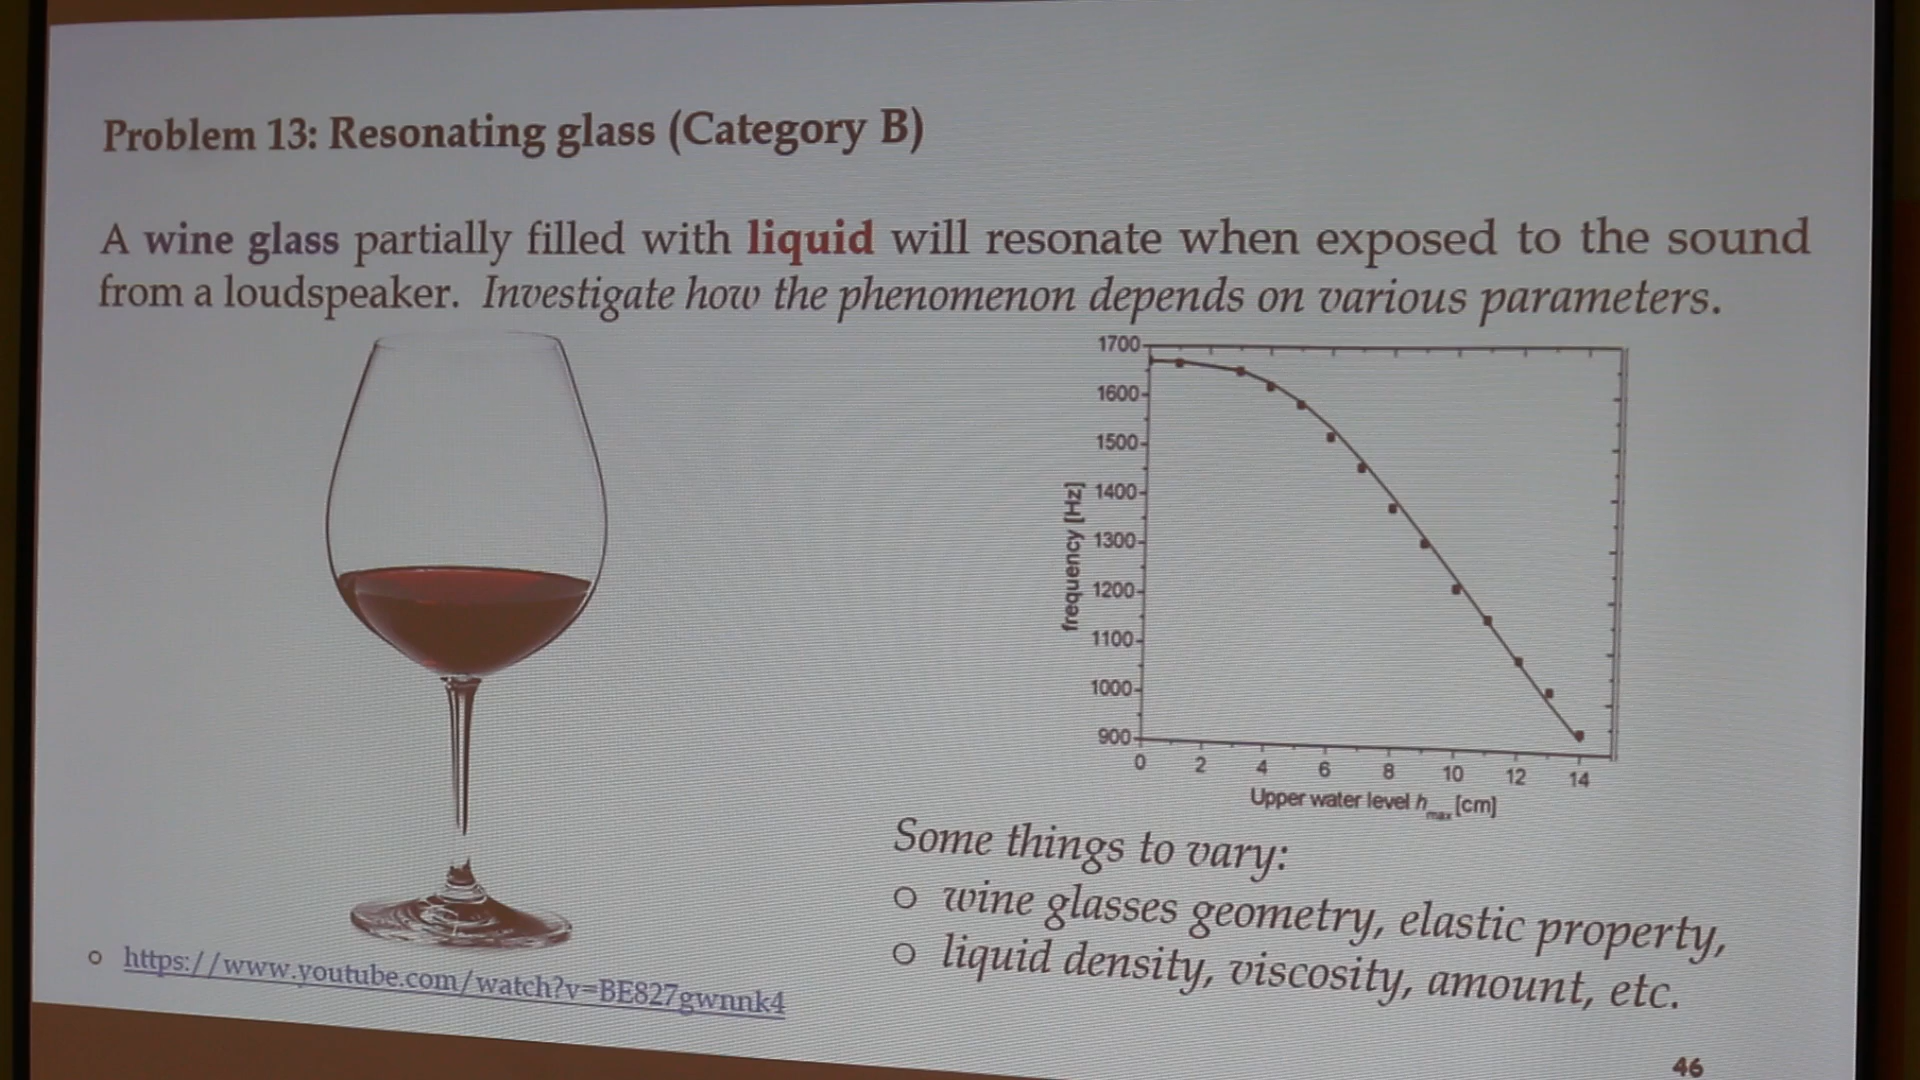 Problem 13: Resonating glass (Category B)
A wine glass partially filled with liquid will resonate when exposed to the sound
from a loudspeaker. Investigate how the phenomenon depends on various parameters.
1700
1600
1500
1400
1300
1200
1100
1000
900
frequency [Hz]
0 2 4 6 8 10 12 14
Upper water level hmax [cm]
Some things to vary:
○ wine glasses geometry, elastic property,
○ liquid density, viscosity, amount, etc.
○ https://www.youtube.com/watch?v=BE827gwnnk4
46